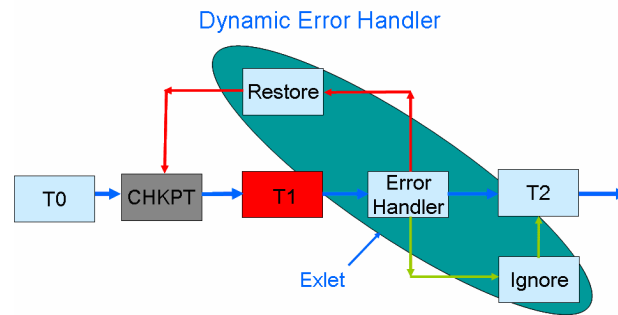 Dynamic Error Handler
Restore
T0
CHKPT
T1
Error
Handler
T2
Exlet
Ignore